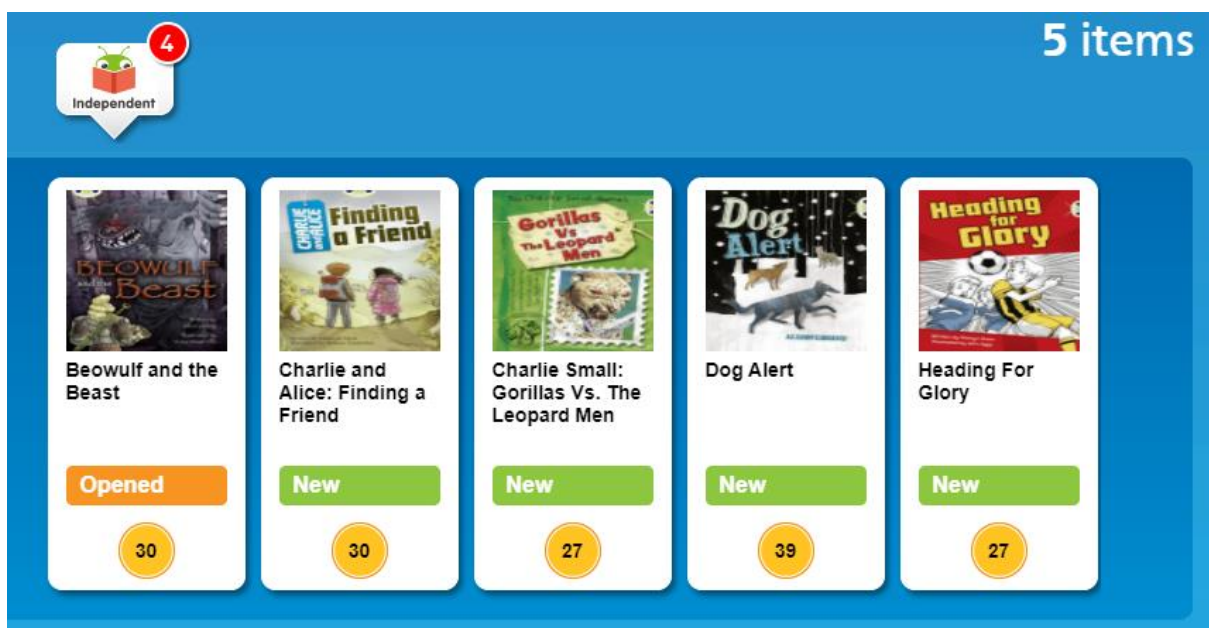 4
5 items
Independent
BEOWULF
and the
Beast
CHARLIE
and ALICE
Finding
a Friend
Gorillas
Vs
The Leopard
Men
Dog
Alert
Heading
for
Glory
Beowulf and the
Beast
Charlie and
Alice: Finding a
Friend
Charlie Small:
Gorillas Vs. The
Leopard Men
Dog Alert
Heading For
Glory
Opened
New
New
New
New
30
30
27
39
27